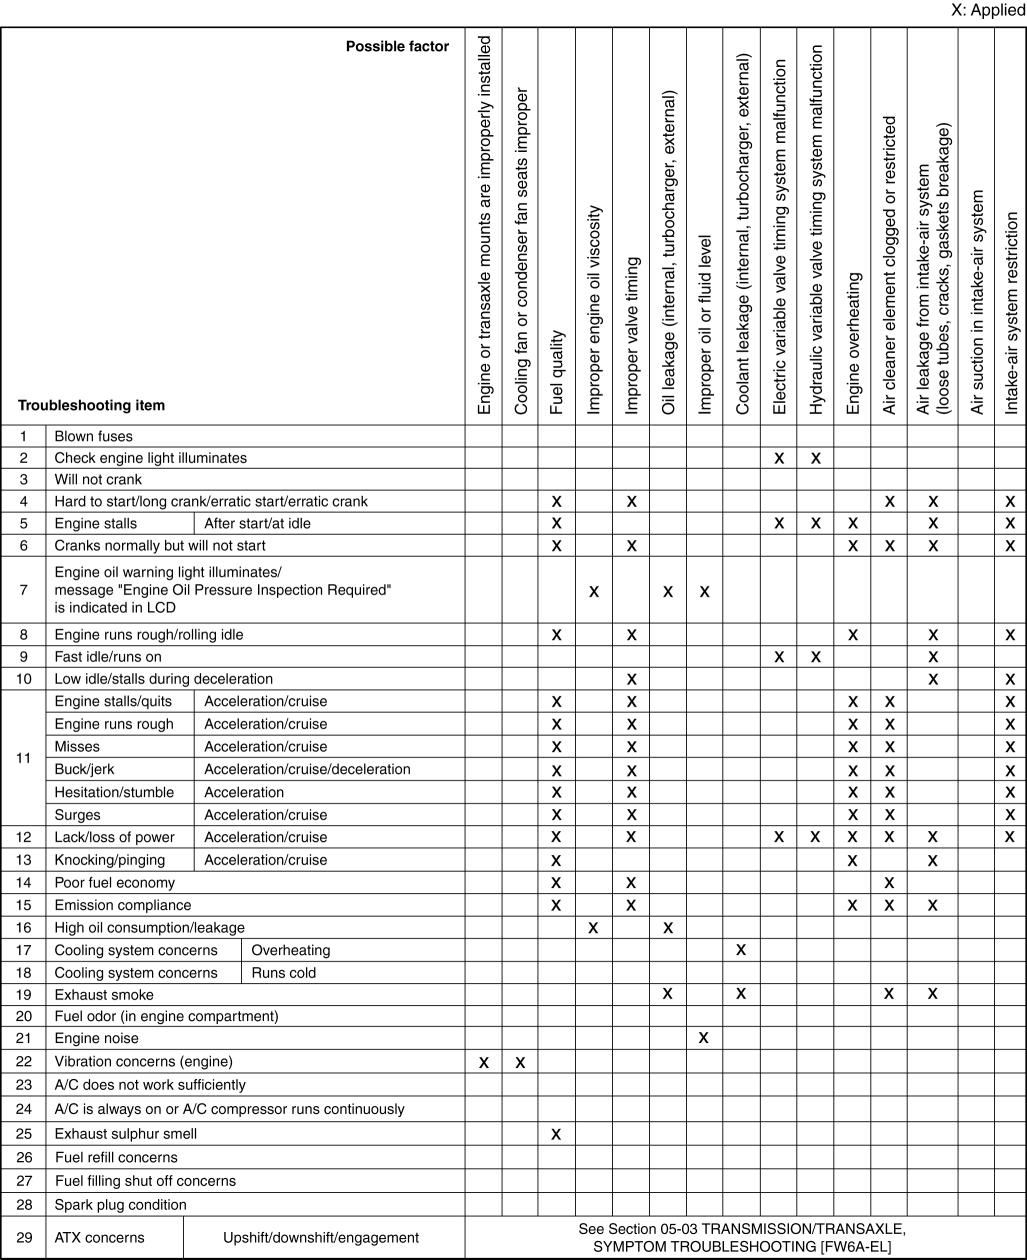 X: Applied
Possible factor
Troubleshooting item
Engine or transaxle mounts are improperly installed
Cooling fan or condenser fan seats improper
Fuel quality
Improper engine oil viscosity
Improper valve timing
Oil leakage (internal, turbocharger, external)
Improper oil or fluid level
Coolant leakage (internal, turbocharger, external)
Electric variable valve timing system malfunction
Hydraulic variable valve timing system malfunction
Engine overheating
Air cleaner element clogged or restricted
Air leakage from intake-air system
(loose tubes, cracks, gaskets breakage)
Air suction in intake-air system
Intake-air system restriction
1 Blown fuses
2 Check engine light illuminates X X
3 Will not crank
4 Hard to start/long crank/erratic start/erratic crank X X X X X
5 Engine stalls After start/at idle X X X X X X
6 Cranks normally but will not start X X X X X X
Engine oil warning light illuminates/
7 message "Engine Oil Pressure Inspection Required" X X X
is indicated in LCD
8 Engine runs rough/rolling idle X X X X X
9 Fast idle/runs on X X X
10 Low idle/stalls during deceleration X X X
11 Engine stalls/quits Acceleration/cruise X X X X X
Engine runs rough Acceleration/cruise X X X X X
Misses Acceleration/cruise X X X X X
Buck/jerk Acceleration/cruise/deceleration X X X X X
Hesitation/stumble Acceleration X X X X X
Surges Acceleration/cruise X X X X X
12 Lack/loss of power Acceleration/cruise X X X X X X X X
13 Knocking/pinging Acceleration/cruise X X X
14 Poor fuel economy X X X
15 Emission compliance X X X X X
16 High oil consumption/leakage X X
17 Cooling system concerns Overheating X
18 Cooling system concerns Runs cold
19 Exhaust smoke X X X X
20 Fuel odor (in engine compartment)
21 Engine noise X
22 Vibration concerns (engine) X X
23 A/C does not work sufficiently
24 A/C is always on or A/C compressor runs continuously
25 Exhaust sulphur smell X
26 Fuel refill concerns
27 Fuel filling shut off concerns
28 Spark plug condition
29 ATX concerns Upshift/downshift/engagement See Section 05-03 TRANSMISSION/TRANSAXLE,
SYMPTOM TROUBLESHOOTING [FW6A-EL]